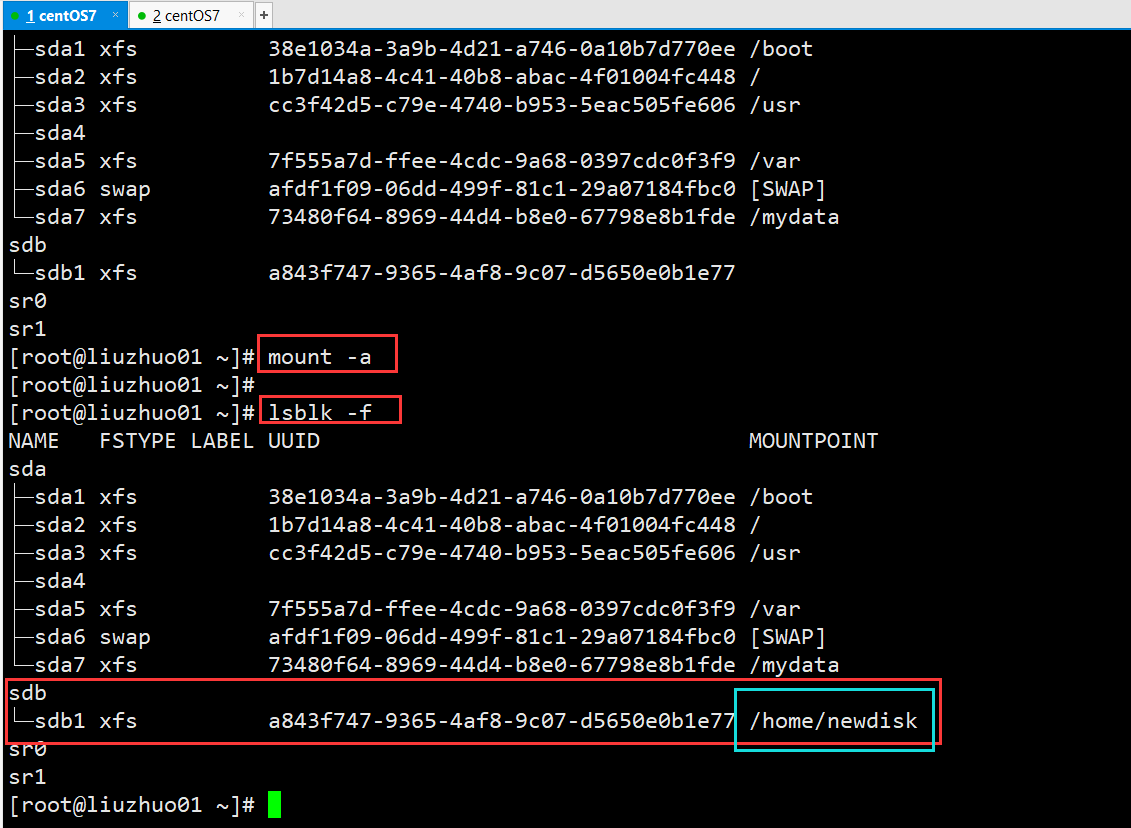 1 centOS7 × 2 centOS7 × +
├─sda1 xfs 38e1034a-3a9b-4d21-a746-0a10b7d770ee /boot
├─sda2 xfs 1b7d14a8-4c41-40b8-abac-4f01004fc448 /
├─sda3 xfs cc3f42d5-c79e-4740-b953-5eac505fe606 /usr
├─sda4
├─sda5 xfs 7f555a7d-ffee-4cdc-9a68-0397cdc0f3f9 /var
├─sda6 swap afdf1f09-06dd-499f-81c1-29a07184fbc0 [SWAP]
└─sda7 xfs 73480f64-8969-44d4-b8e0-67798e8b1fde /mydata
sdb
└─sdb1 xfs a843f747-9365-4af8-9c07-d5650e0b1e77
sr0
sr1
[root@liuzhuo01 ~]# mount -a
[root@liuzhuo01 ~]#
[root@liuzhuo01 ~]# lsblk -f
NAME FSTYPE LABEL UUID MOUNTPOINT
sda
├─sda1 xfs 38e1034a-3a9b-4d21-a746-0a10b7d770ee /boot
├─sda2 xfs 1b7d14a8-4c41-40b8-abac-4f01004fc448 /
├─sda3 xfs cc3f42d5-c79e-4740-b953-5eac505fe606 /usr
├─sda4
├─sda5 xfs 7f555a7d-ffee-4cdc-9a68-0397cdc0f3f9 /var
├─sda6 swap afdf1f09-06dd-499f-81c1-29a07184fbc0 [SWAP]
└─sda7 xfs 73480f64-8969-44d4-b8e0-67798e8b1fde /mydata
sdb
└─sdb1 xfs a843f747-9365-4af8-9c07-d5650e0b1e77 /home/newdisk
sr0
sr1
[root@liuzhuo01 ~]#